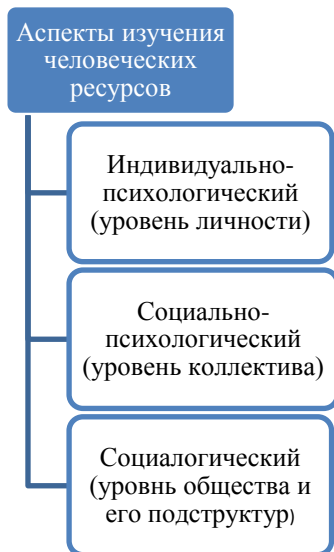 Аспекты изучения
человеческих
ресурсов
Индивидуально-
психологический
(уровень личности)
Социально-
психологический
(уровень коллектива)
Социалогический
(уровнь общества и
его подструктур)